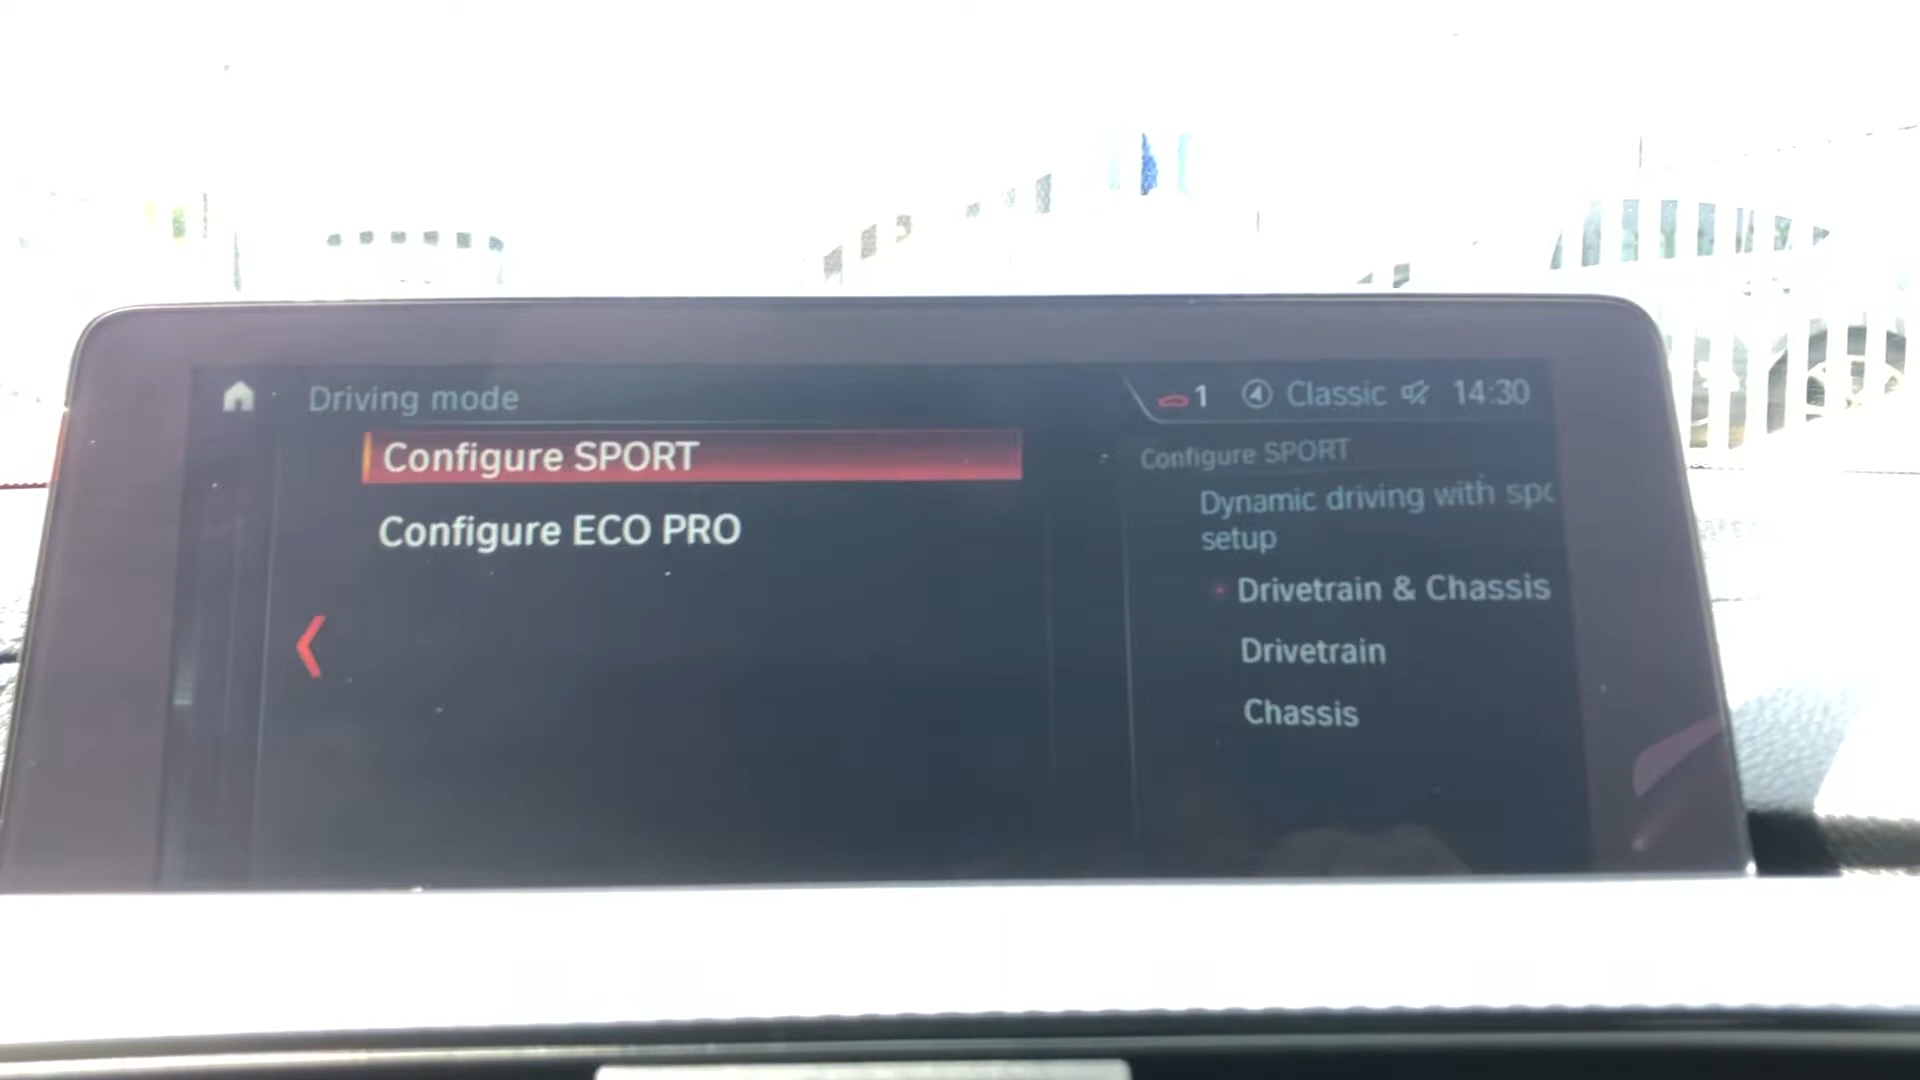 Driving mode
1 Classic 14:30
Configure SPORT
Configure ECO PRO
Configure SPORT
Dynamic driving with
setup
Drivetrain & Chassis
Drivetrain
Chassis